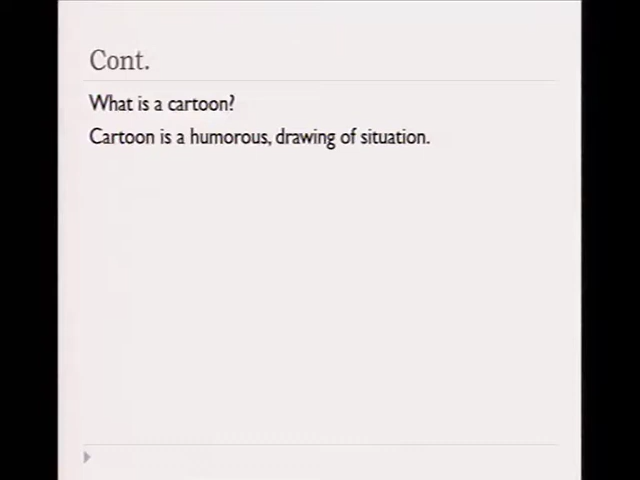 Cont.
What is a cartoon?
Cartoon is a humorous, drawing of situation.